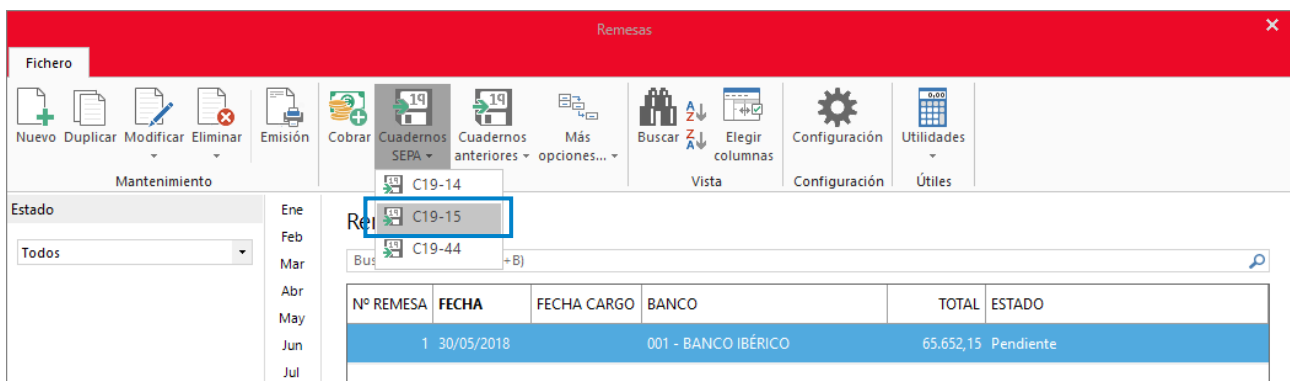 Remesas
Fichero
Nuevo Duplicar Modificar Eliminar Emisión Cobrar Cuadernos SEPA Cuadernos anteriores Más opciones... Buscar Elegir columnas Configuración Utilidades
Mantenimiento Vista Configuración Útiles
C19-14
C19-15
C19-44
Estado
Todos
Ene
Feb
Mar
Abr
May
Jun
Jul
+B)
Nº REMESA FECHA FECHA CARGO BANCO TOTAL ESTADO
1 30/05/2018 001 - BANCO IBÉRICO 65.652,15 Pendiente